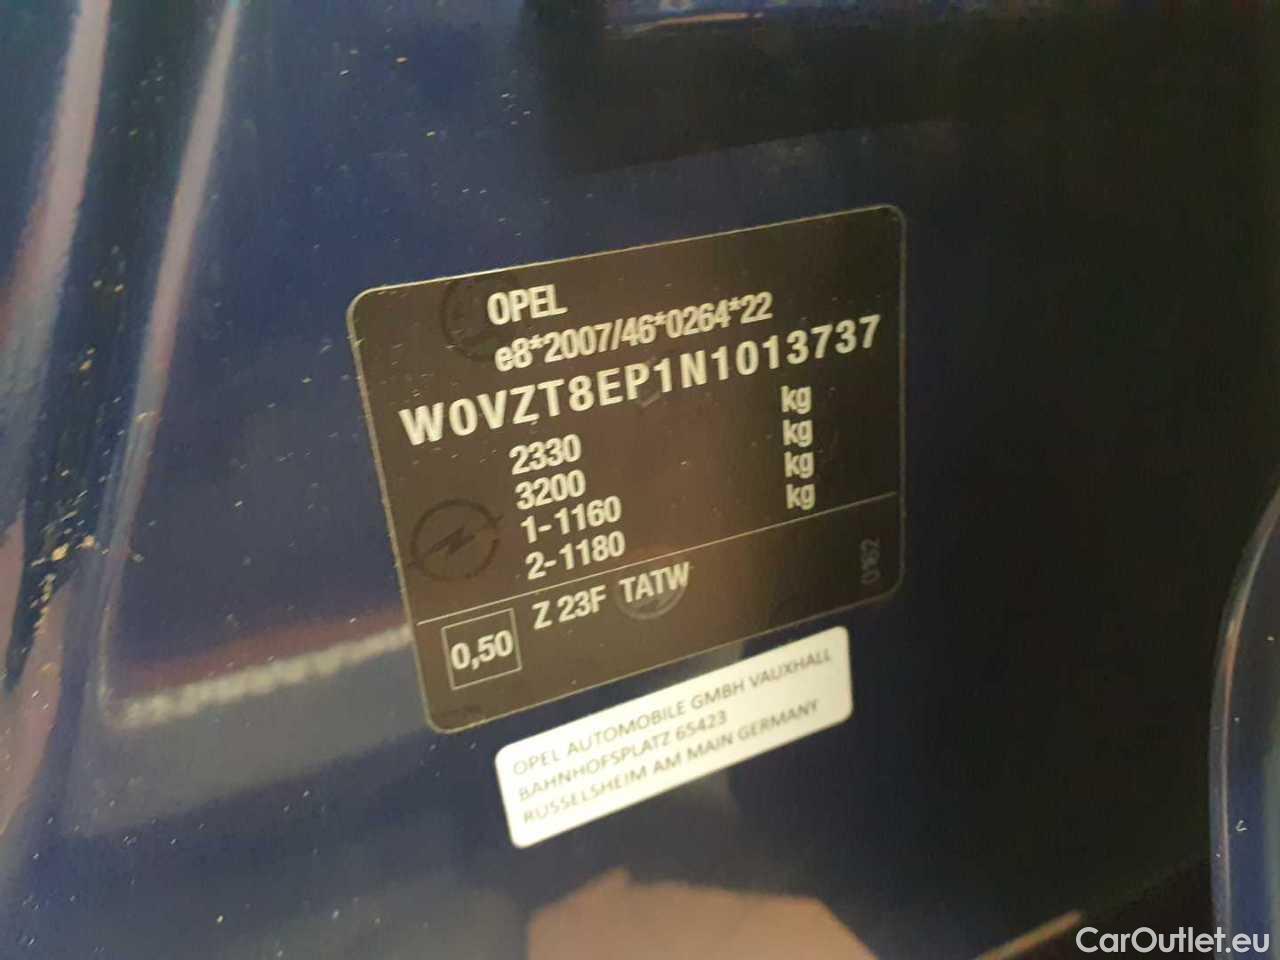 OPEL
e8*2007/46*0264*22
W0VZT8EP1N1013737
2330 kg
3200 kg
1-1160 kg
2-1180 kg
0,50 Z 23F TATW
0162
OPEL AUTOMOBILE GMBH VAUXHALL
BAHNHOFSPLATZ 65423
RUSSELSHEIM AM MAIN GERMANY
CarOutlet.eu